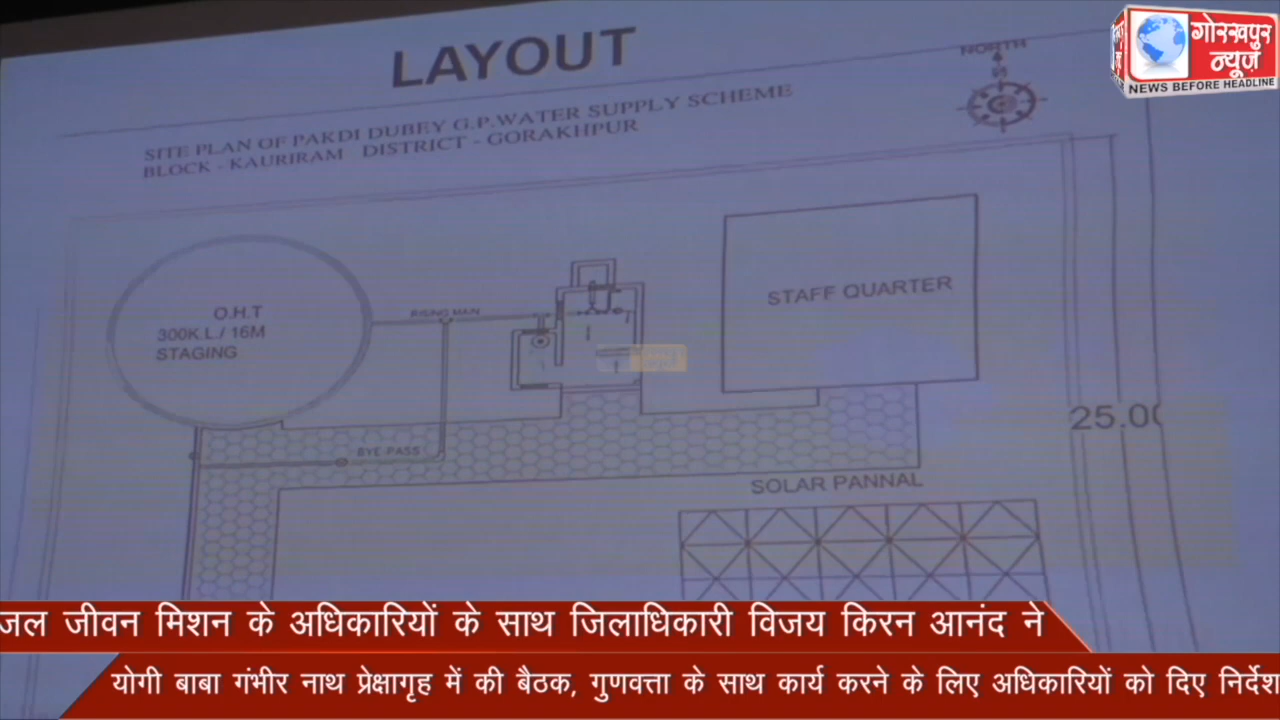 LAYOUT
NORTH
N
SITE PLAN OF PAKDI DUBEY G.P.WATER SUPPLY SCHEME
BLOCK - KAURIRAM DISTRICT - GORAKHPUR
गोरखपुर
न्यूज़
NEWS BEFORE HEADLINE
O.H.T
300K.L./ 16M
STAGING
RISING MAIN
STAFF QUARTER
BYE PASS
25.00
SOLAR PANNAL
जल जीवन मिशन के अधिकारियों के साथ जिलाधिकारी विजय किरन आनंद ने
योगी बाबा गंभीर नाथ प्रेक्षागृह में की बैठक, गुणवत्ता के साथ कार्य करने के लिए अधिकारियों को दिए निर्देश